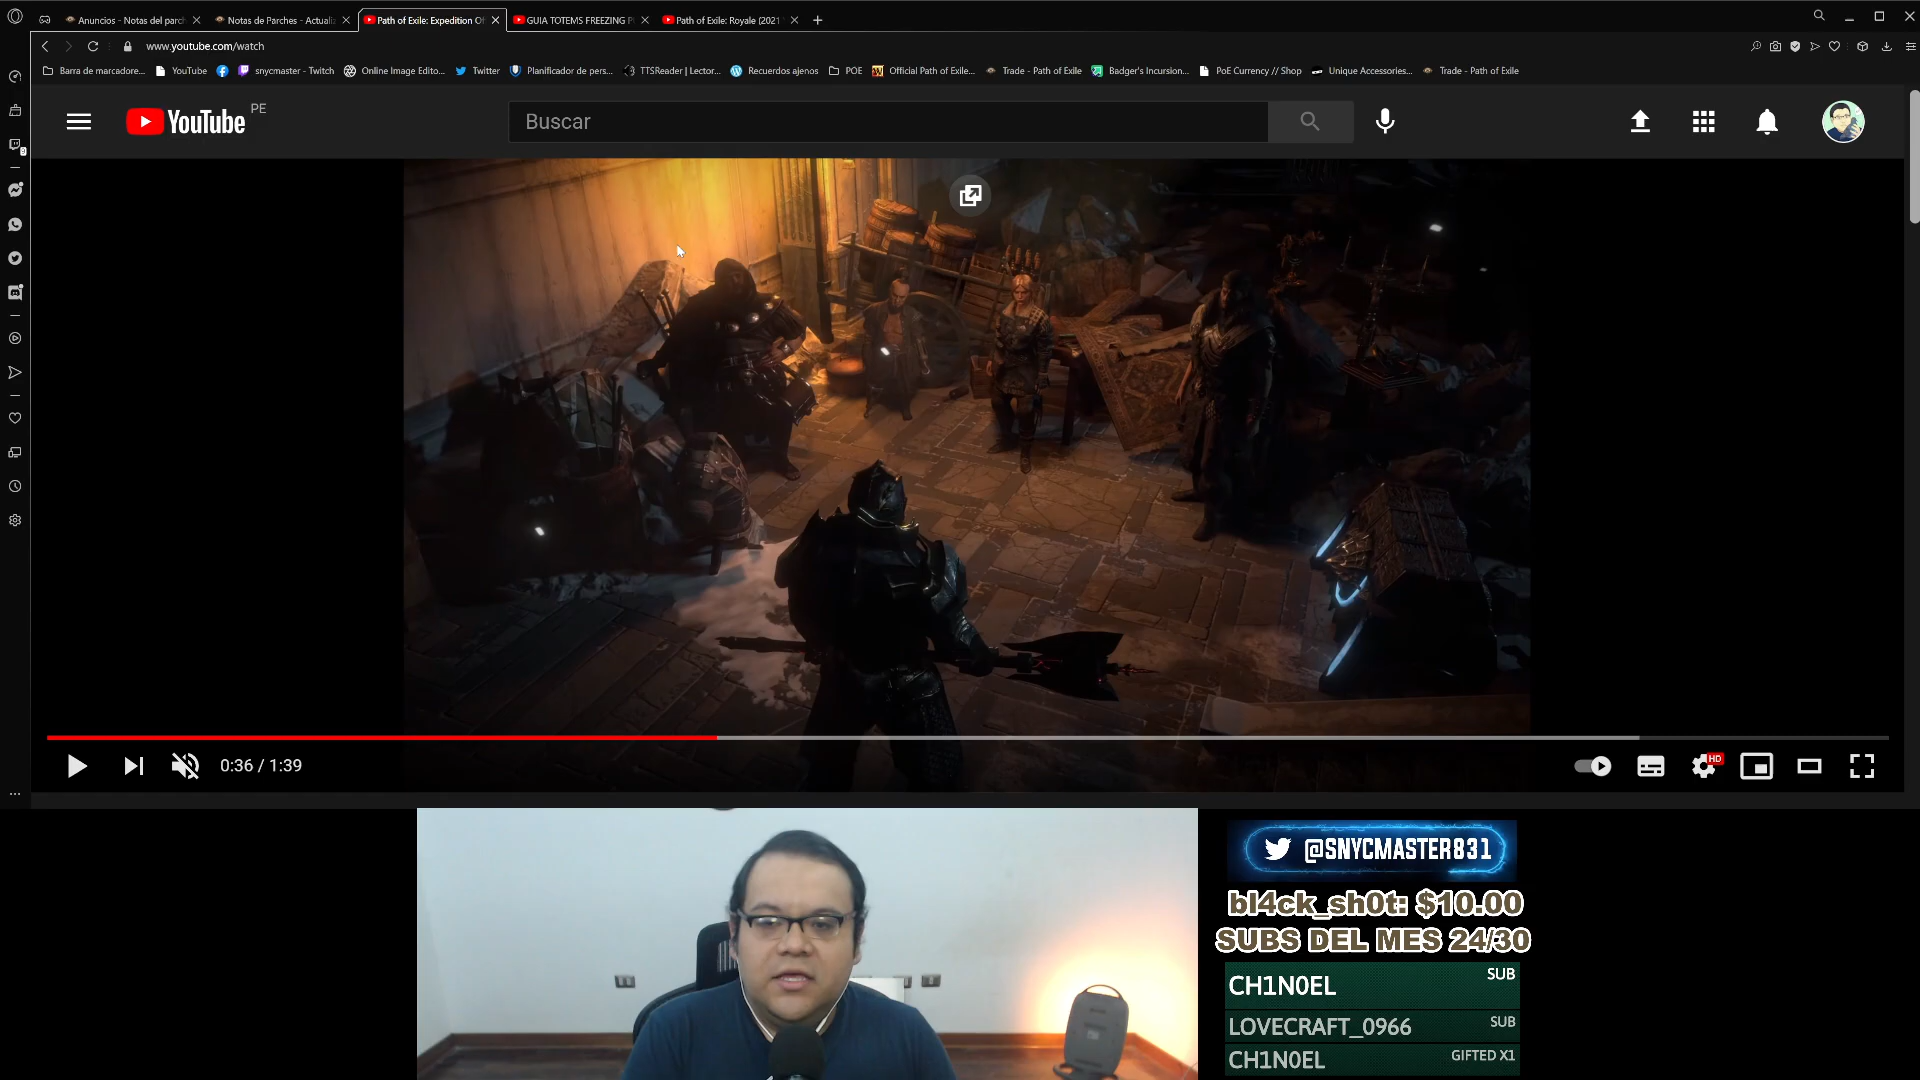 Anuncios - Notas del parch
Notas de Parches - Actualiz
Path of Exile: Expedition Of
GUIA TOTEMS FREEZING P
Path of Exile: Royale (2021
www.youtube.com/watch
Barra de marcadore...
YouTube
snycmaster - Twitch
Online Image Edito...
Twitter
Planificador de pers...
TTSReader | Lector...
Recuerdos ajenos
POE
Official Path of Exile...
Trade - Path of Exile
Badger's Incursion...
PoE Currency // Shop
Unique Accessories...
Trade - Path of Exile
YouTube PE
Buscar
0:36 / 1:39
HD
@SNYCMASTER831
bl4ck_sh0t: $10.00
SUBS DEL MES 24/30
CH1N0EL SUB
LOVECRAFT_0966 SUB
CH1N0EL GIFTED X1